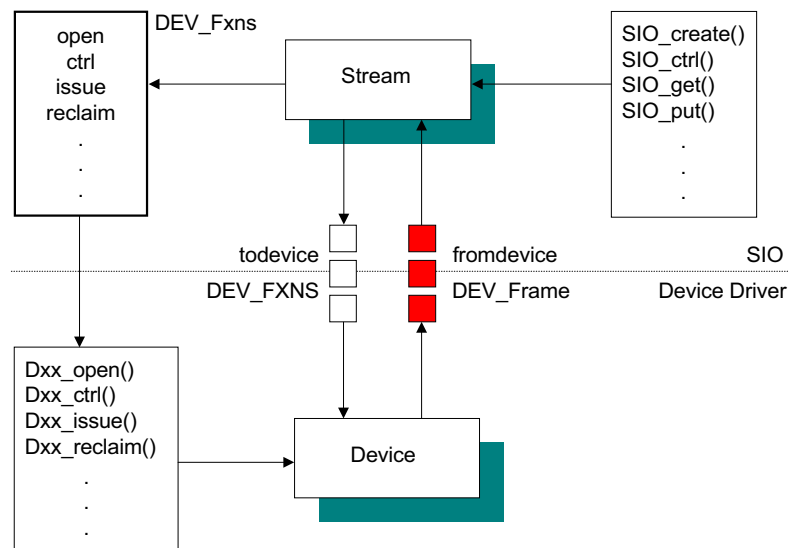 DEV_Fxns
open
ctrl
issue
reclaim
.
.
.
Stream
SIO_create()
SIO_ctrl()
SIO_get()
SIO_put()
.
.
.
todevice
fromdevice
SIO
DEV_FXNS
DEV_Frame
Device Driver
Dxx_open()
Dxx_ctrl()
Dxx_issue()
Dxx_reclaim()
.
.
.
Device